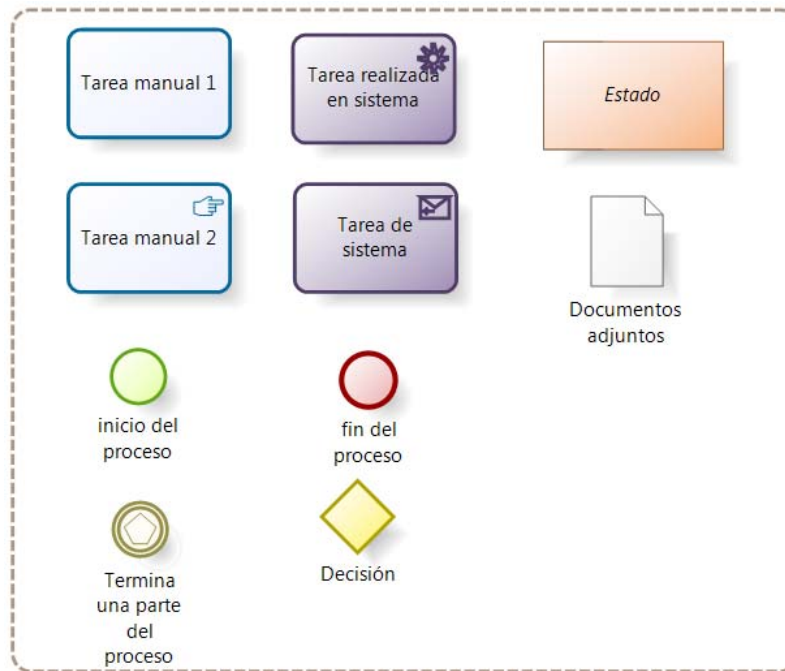 Tarea manual 1
Tarea realizada
en sistema
Estado
Tarea manual 2
Tarea de
sistema
Documentos
adjuntos
inicio del
proceso
fin del
proceso
Termina
una parte
del
proceso
Decisión